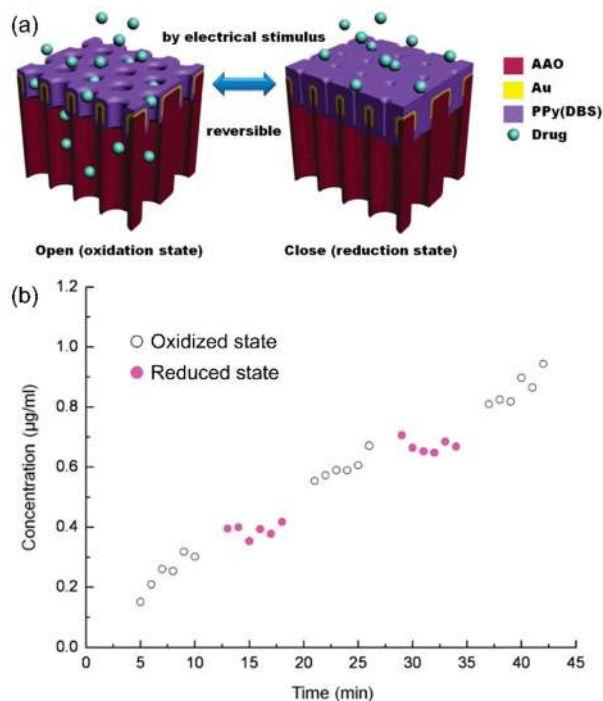 (a)
by electrical stimulus
reversible
AAO
Au
PPy(DBS)
Drug
Open (oxidation state)
Close (reduction state)
(b)
1.2
1.0
0.8
0.6
0.4
0.2
0.0
Concentration (µg/ml)
Oxidized state
Reduced state
0 5 10 15 20 25 30 35 40 45
Time (min)